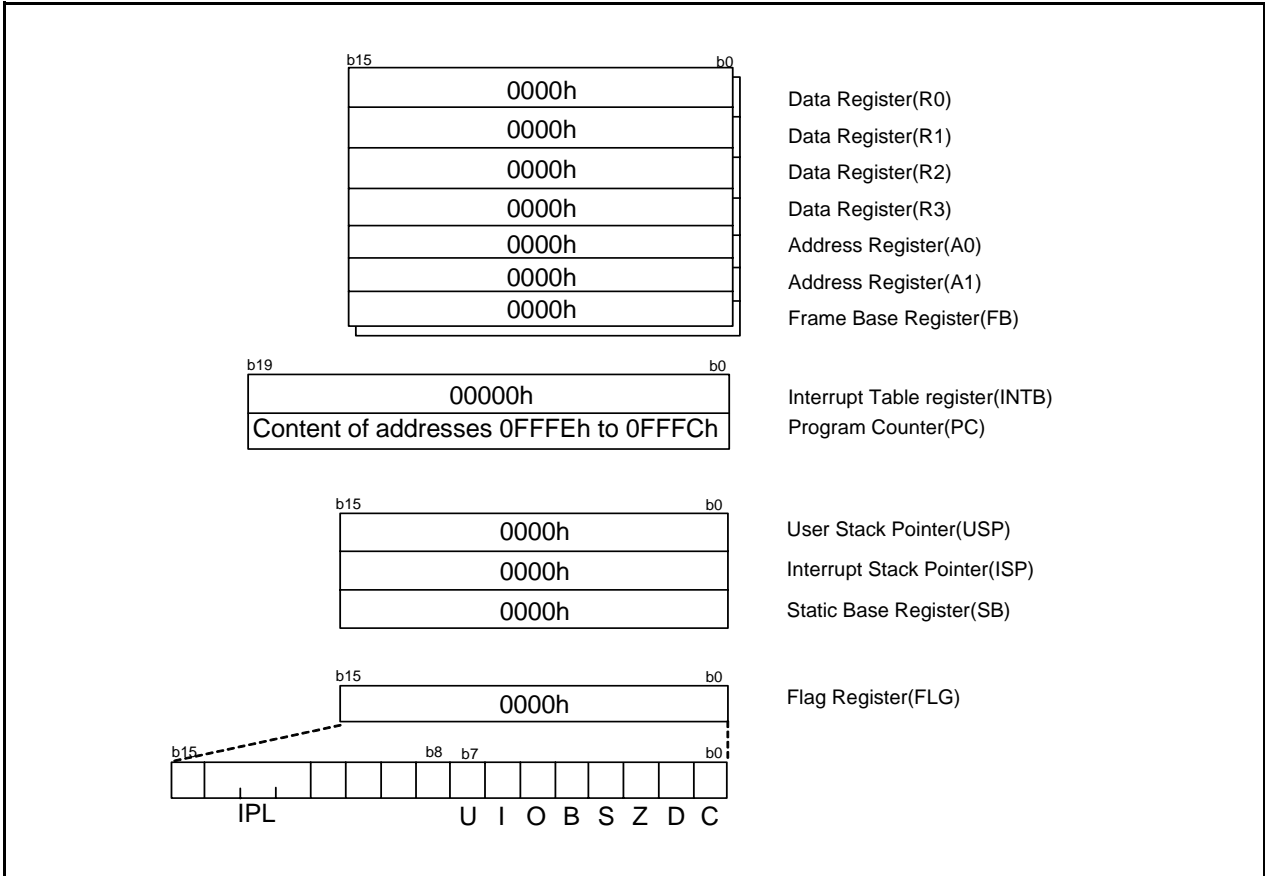 b15 b0
0000h Data Register(R0)
0000h Data Register(R1)
0000h Data Register(R2)
0000h Data Register(R3)
0000h Address Register(A0)
0000h Address Register(A1)
0000h Frame Base Register(FB)
b19 b0
00000h Interrupt Table register(INTB)
Content of addresses 0FFFEh to 0FFFCh Program Counter(PC)
b15 b0
0000h User Stack Pointer(USP)
0000h Interrupt Stack Pointer(ISP)
0000h Static Base Register(SB)
b15 b0
0000h Flag Register(FLG)
b15 b8 b7 b0
IPL U I O B S Z D C